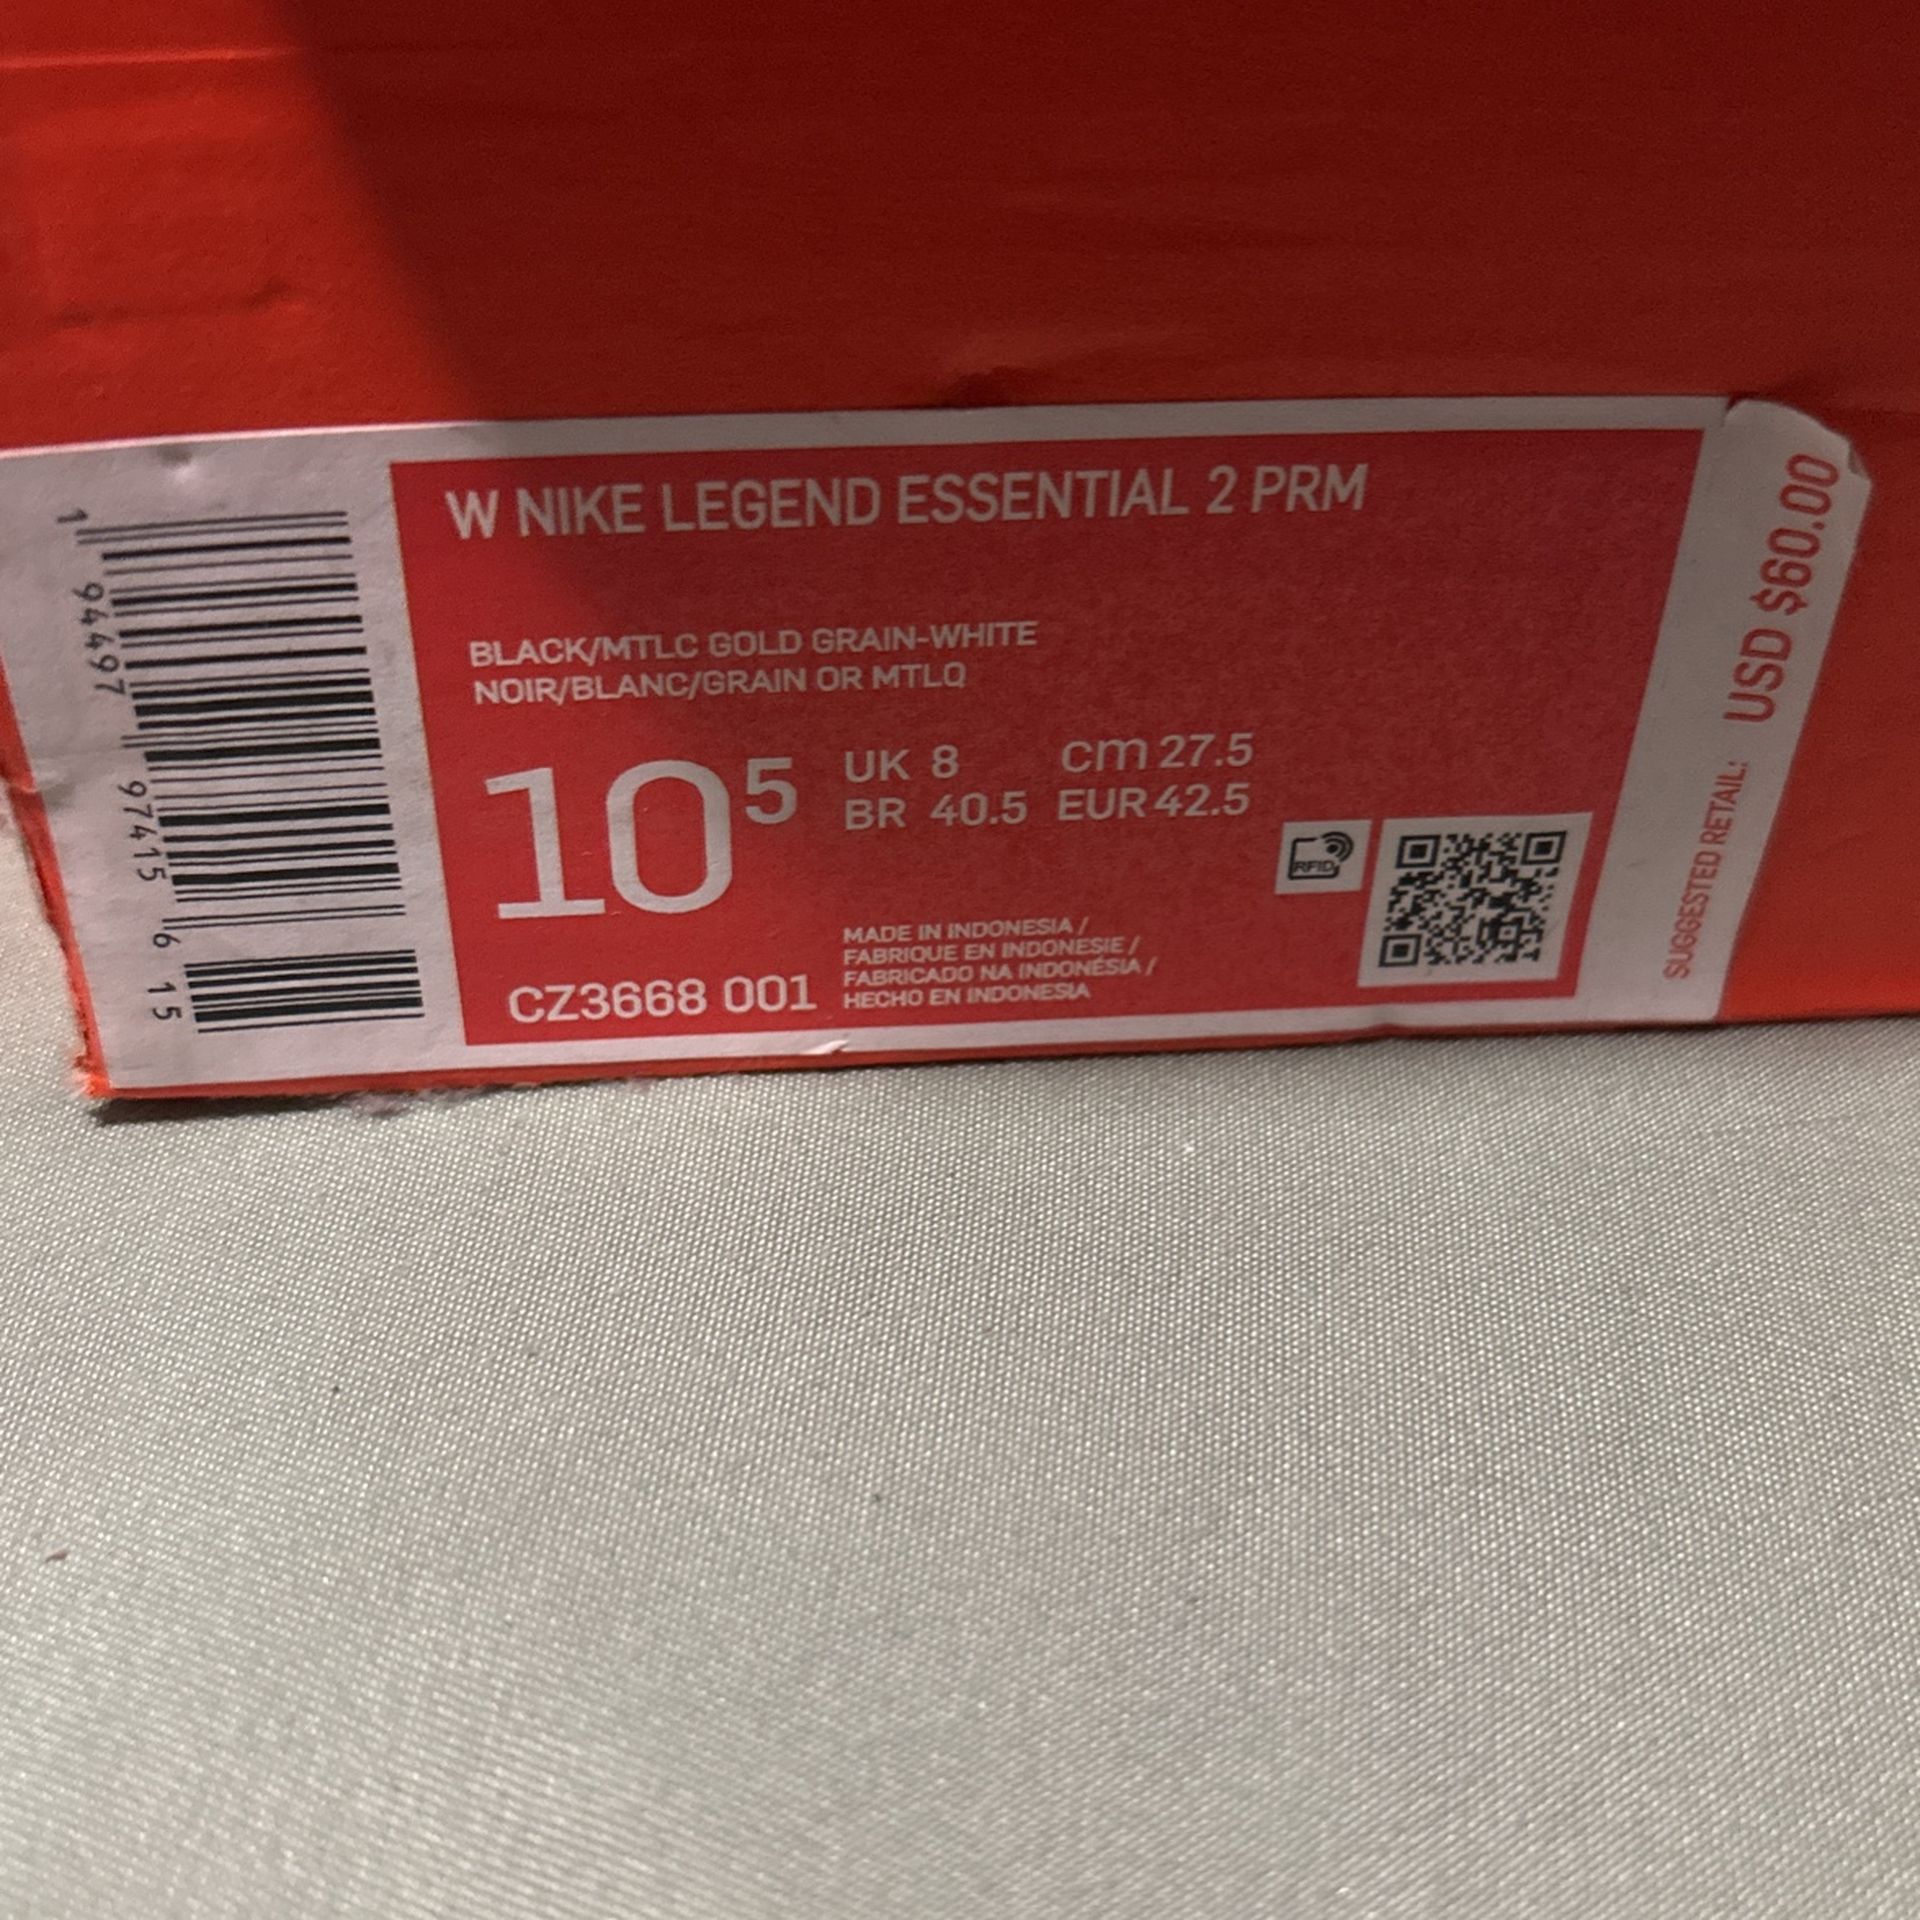 W NIKE LEGEND ESSENTIAL 2 PRM
BLACK/MTLC GOLD GRAIN-WHITE
NOIR/BLANC/GRAIN OR MTLQ
10 5
UK 8 cm 27.5
BR 40.5 EUR 42.5
RFID
MADE IN INDONESIA /
FABRIQUE EN INDONESIE /
FABRICADO NA INDONÉSIA /
HECHO EN INDONESIA
CZ3668 001
1 94497 97415 6 15
SUGGESTED RETAIL: USD $60.00